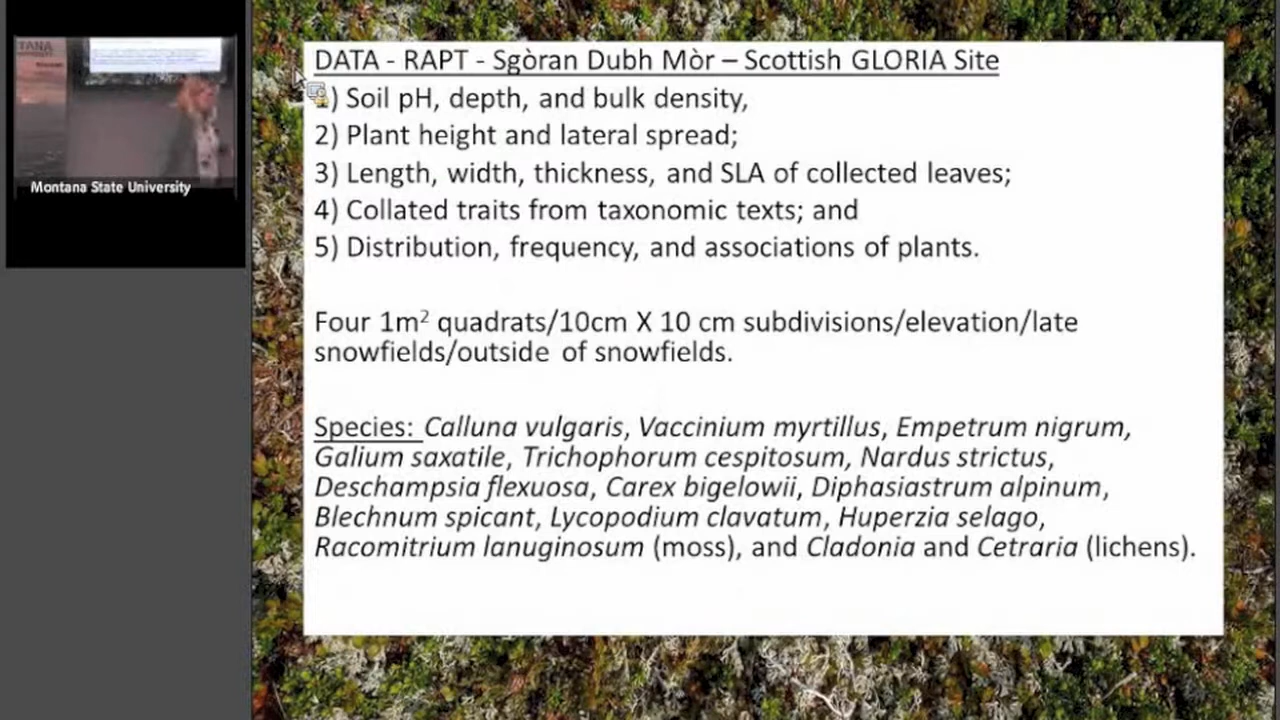 TANA
Montana State University
DATA - RAPT - Sgòran Dubh Mòr – Scottish GLORIA Site
) Soil pH, depth, and bulk density,
2) Plant height and lateral spread;
3) Length, width, thickness, and SLA of collected leaves;
4) Collated traits from taxonomic texts; and
5) Distribution, frequency, and associations of plants.
Four 1m² quadrats/10cm X 10 cm subdivisions/elevation/late
snowfields/outside of snowfields.
Species: Calluna vulgaris, Vaccinium myrtillus, Empetrum nigrum,
Galium saxatile, Trichophorum cespitosum, Nardus strictus,
Deschampsia flexuosa, Carex bigelowii, Diphasiastrum alpinum,
Blechnum spicant, Lycopodium clavatum, Huperzia selago,
Racomitrium lanuginosum (moss), and Cladonia and Cetraria (lichens).